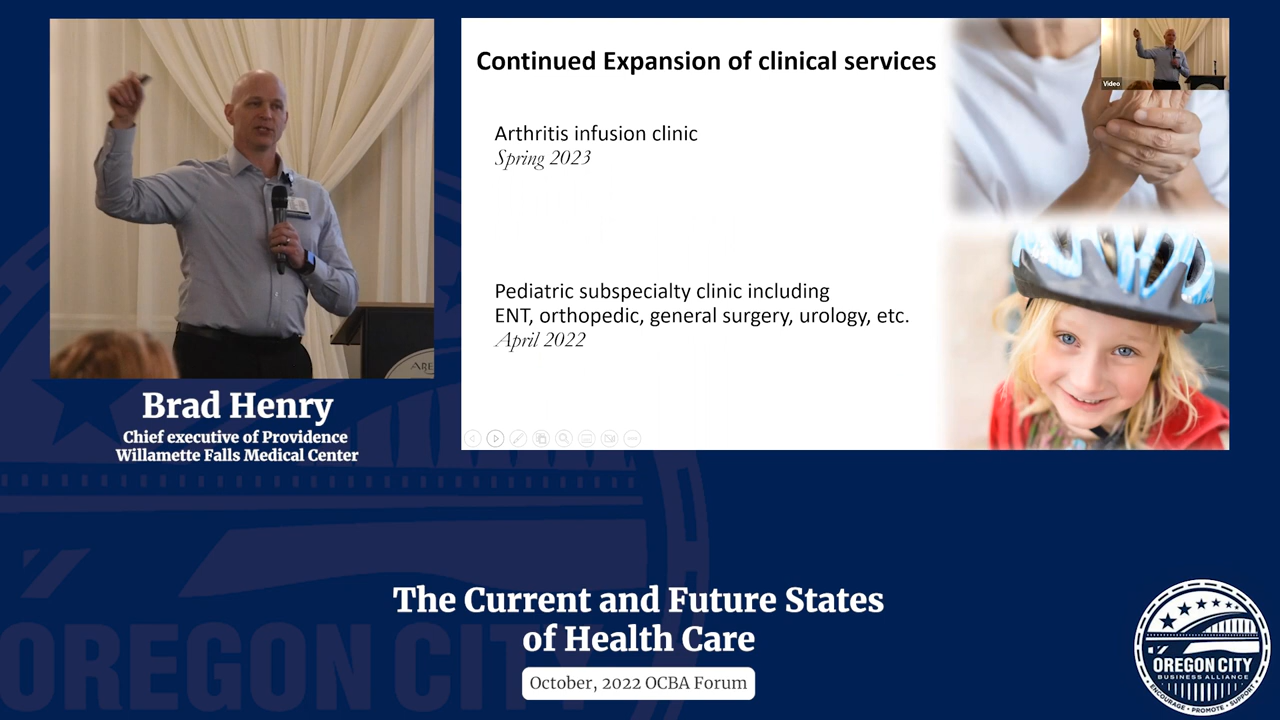 Continued Expansion of clinical services
Video
Arthritis infusion clinic
Spring 2023
Pediatric subspecialty clinic including
ENT, orthopedic, general surgery, urology, etc.
April 2022
Brad Henry
Chief executive of Providence
Willamette Falls Medical Center
The Current and Future States
of Health Care
October, 2022 OCBA Forum
OREGON CITY
OREGON CITY
BUSINESS ALLIANCE
ENCOURAGE • PROMOTE • SUPPORT